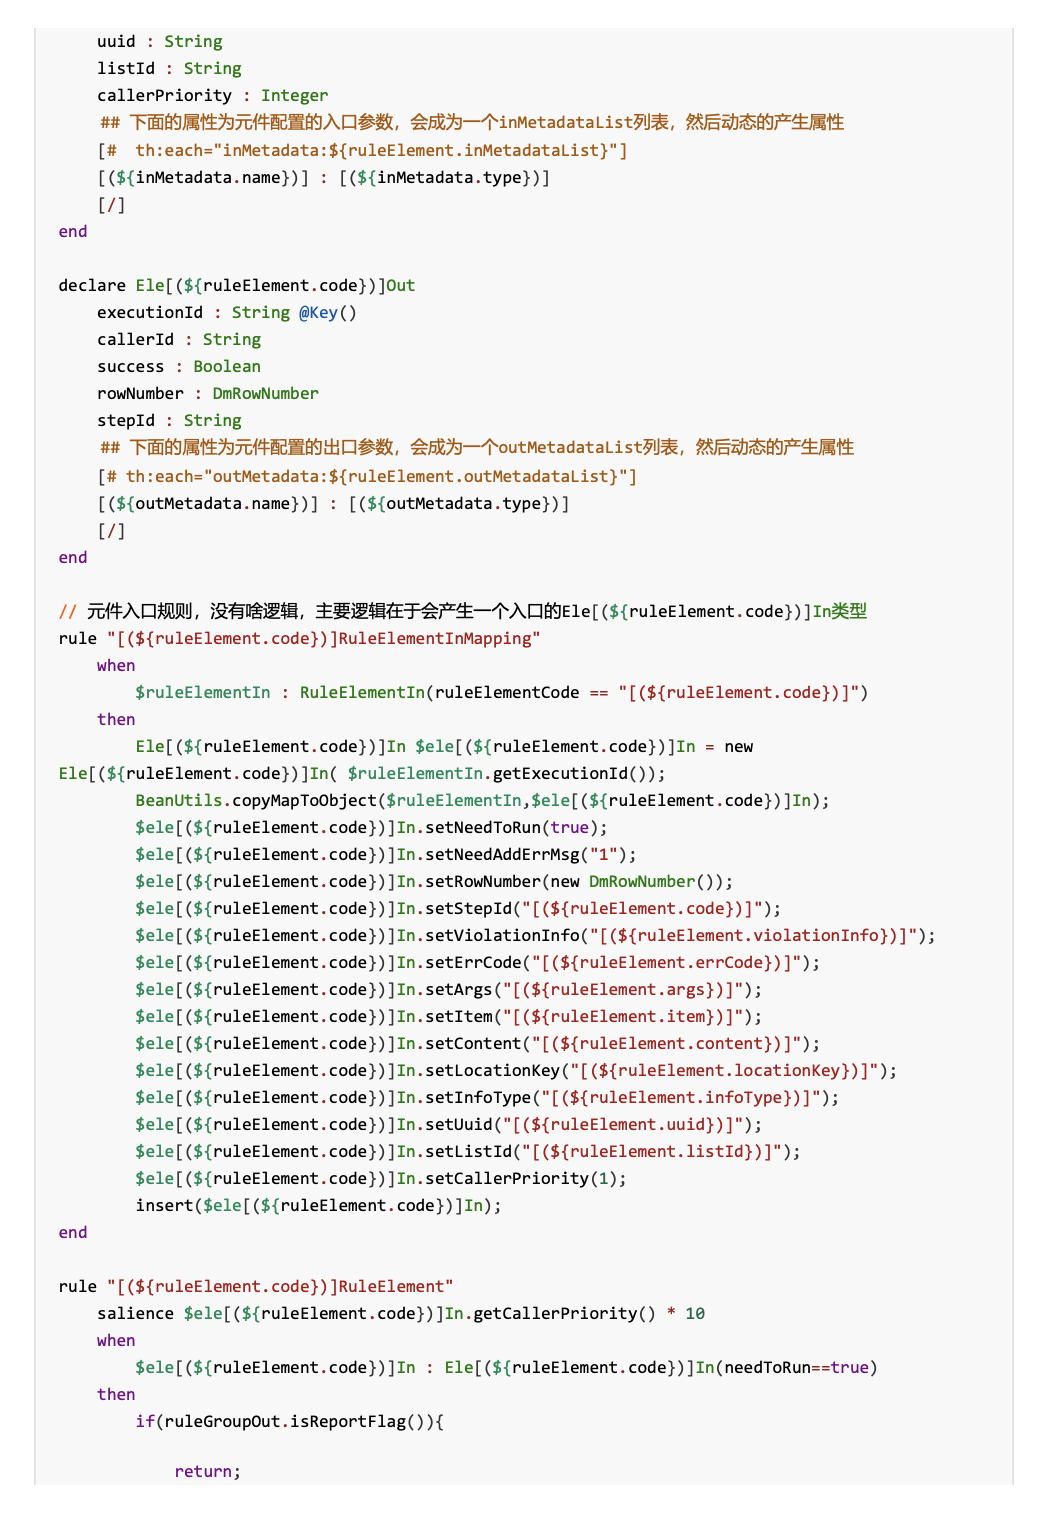 uuid : String
listId : String
callerPriority : Integer
## 下面的属性为元件配置的入口参数，会成为一个inMetadataList列表，然后动态的产生属性
[#  th:each="inMetadata:${ruleElement.inMetadataList}"]
[(${inMetadata.name})] : [(${inMetadata.type})]
[/]
end
declare Ele[(${ruleElement.code})]Out
executionId : String @Key()
callerId : String
success : Boolean
rowNumber : DmRowNumber
stepId : String
## 下面的属性为元件配置的出口参数，会成为一个outMetadataList列表，然后动态的产生属性
[# th:each="outMetadata:${ruleElement.outMetadataList}"]
[(${outMetadata.name})] : [(${outMetadata.type})]
[/]
end
// 元件入口规则，没有啥逻辑，主要逻辑在于会产生一个入口的Ele[(${ruleElement.code})]In类型
rule "[(${ruleElement.code})]RuleElementInMapping"
when
$ruleElementIn : RuleElementIn(ruleElementCode == "[(${ruleElement.code})]")
then
Ele[(${ruleElement.code})]In $ele[(${ruleElement.code})]In = new
Ele[(${ruleElement.code})]In( $ruleElementIn.getExecutionId());
BeanUtils.copyMapToObject($ruleElementIn,$ele[(${ruleElement.code})]In);
$ele[(${ruleElement.code})]In.setNeedToRun(true);
$ele[(${ruleElement.code})]In.setNeedAddErrMsg("1");
$ele[(${ruleElement.code})]In.setRowNumber(new DmRowNumber());
$ele[(${ruleElement.code})]In.setStepId("[(${ruleElement.code})]");
$ele[(${ruleElement.code})]In.setViolationInfo("[(${ruleElement.violationInfo})]");
$ele[(${ruleElement.code})]In.setErrCode("[(${ruleElement.errCode})]");
$ele[(${ruleElement.code})]In.setArgs("[(${ruleElement.args})]");
$ele[(${ruleElement.code})]In.setItem("[(${ruleElement.item})]");
$ele[(${ruleElement.code})]In.setContent("[(${ruleElement.content})]");
$ele[(${ruleElement.code})]In.setLocationKey("[(${ruleElement.locationKey})]");
$ele[(${ruleElement.code})]In.setInfoType("[(${ruleElement.infoType})]");
$ele[(${ruleElement.code})]In.setUuid("[(${ruleElement.uuid})]");
$ele[(${ruleElement.code})]In.setListId("[(${ruleElement.listId})]");
$ele[(${ruleElement.code})]In.setCallerPriority(1);
insert($ele[(${ruleElement.code})]In);
end
rule "[(${ruleElement.code})]RuleElement"
salience $ele[(${ruleElement.code})]In.getCallerPriority() * 10
when
$ele[(${ruleElement.code})]In : Ele[(${ruleElement.code})]In(needToRun==true)
then
if(ruleGroupOut.isReportFlag()){
return;